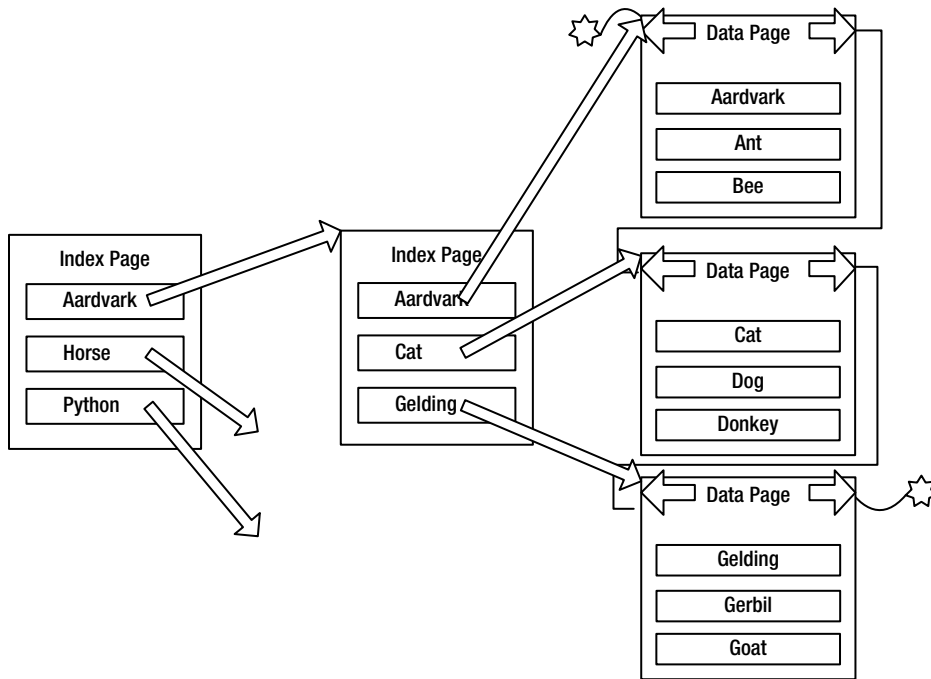 Index Page
Aardvark
Horse
Python
Index Page
Aardvark
Cat
Gelding
Data Page
Aardvark
Ant
Bee
Data Page
Cat
Dog
Donkey
Data Page
Gelding
Gerbil
Goat